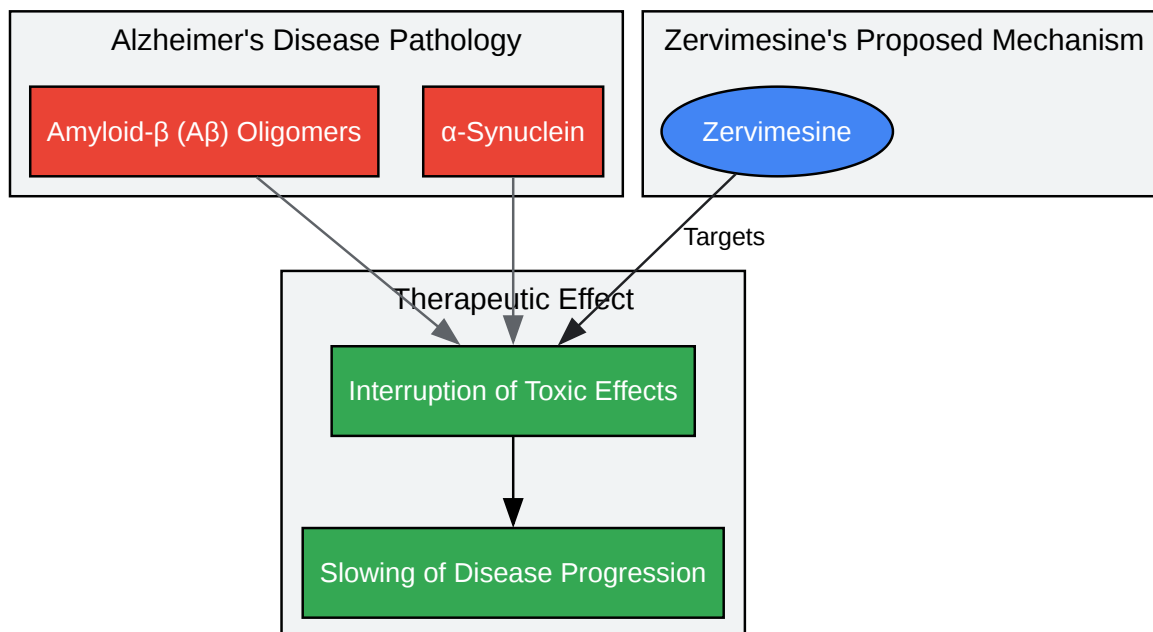 Alzheimer's Disease Pathology
Zervimesine's Proposed Mechanism
Amyloid-β (Aβ) Oligomers
α-Synuclein
Zervimesine
Targets
Therapeutic Effect
Interruption of Toxic Effects
Slowing of Disease Progression